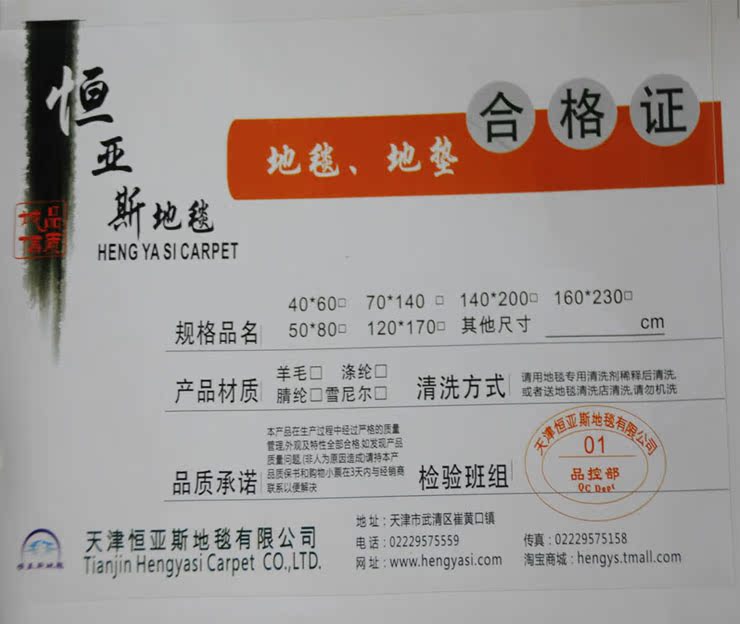 恒
亚
斯地毯
HENG YA SI CARPET
品质
诚信
地毯、地垫
合格证
规格品名
40*60□ 70*140 □ 140*200□ 160*230□
50*80□ 120*170□ 其他尺寸 ________ cm
产品材质
羊毛□ 涤纶□
腈纶□雪尼尔□
清洗方式
请用地毯专用清洗剂稀释后清洗,
或者送地毯清洗店清洗,请勿机洗
品质承诺
本产品在生产过程中经过严格的质量
管理,外观及特性全部合格.如发现产品
质量问题,(非人为原因造成)请持本产
品质保书和购物小票在3天内与经销商
联系以便解决
检验班组
天津恒亚斯地毯有限公司
01
品控部
QC Dept
恒亚斯地毯
天津恒亚斯地毯有限公司
Tianjin Hengyasi Carpet CO.,LTD.
地址:天津市武清区崔黄口镇
电话:02229575559 传真:02229575158
网址:www.hengyasi.com 淘宝商城:hengys.tmall.com